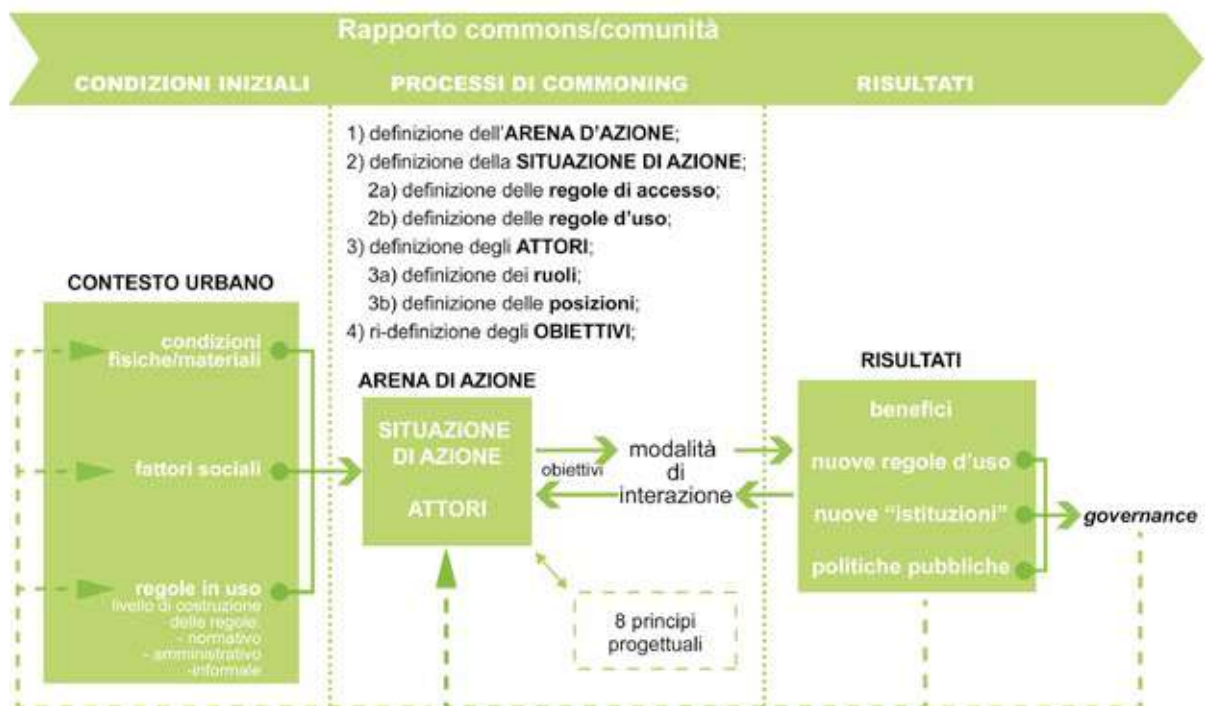 Rapporto commons/comunità
CONDIZIONI INIZIALI
PROCESSI DI COMMONING
RISULTATI
1) definizione dell'ARENA D'AZIONE;
2) definizione della SITUAZIONE DI AZIONE;
2a) definizione delle regole di accesso;
2b) definizione delle regole d'uso;
3) definizione degli ATTORI;
3a) definizione dei ruoli;
3b) definizione delle posizioni;
4) ri-definizione degli OBIETTIVI;
CONTESTO URBANO
condizioni
fisiche/materiali
fattori sociali
regole in uso
livello di costruzione
delle regole:
- normativo
- amministrativo
-informale
ARENA DI AZIONE
SITUAZIONE
DI AZIONE
ATTORI
obiettivi
modalità
di
interazione
8 principi
progettuali
RISULTATI
benefici
nuove regole d'uso
nuove "istituzioni"
politiche pubbliche
governance